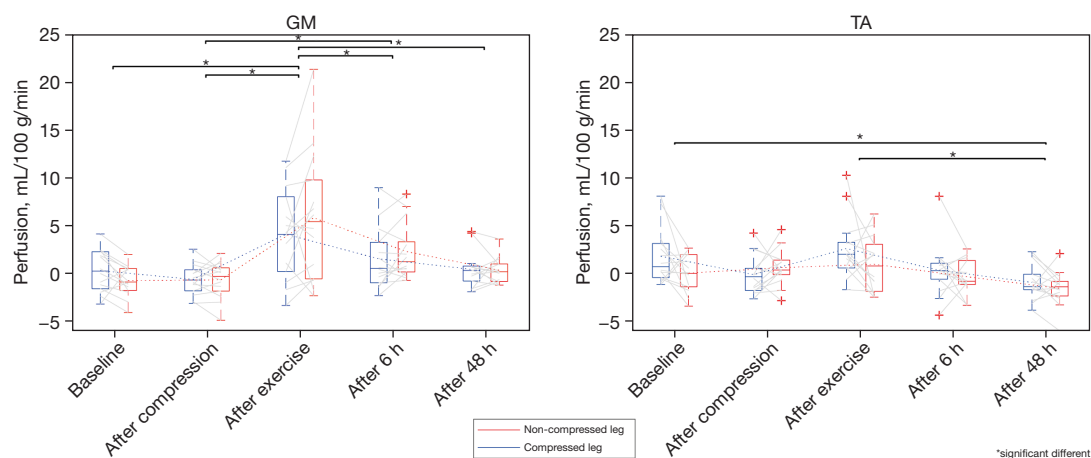 GM
TA
Perfusion, mL/100 g/min
25
20
15
10
5
0
−5
*
*
*
*
*
Baseline
After compression
After exercise
After 6 h
After 48 h
Perfusion, mL/100 g/min
25
20
15
10
5
0
−5
*
*
Baseline
After compression
After exercise
After 6 h
After 48 h
Non-compressed leg
Compressed leg
*significant different